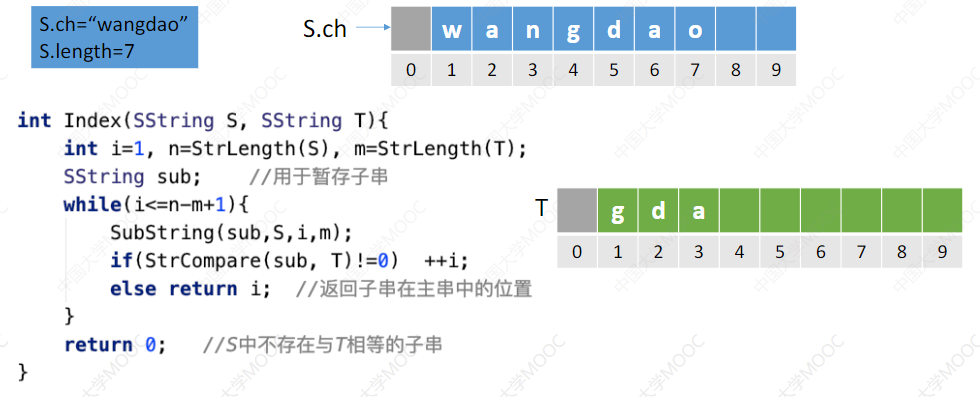 S.ch=“wangdao”
S.length=7
S.ch
w a n g d a o
0 1 2 3 4 5 6 7 8 9
int Index(SString S, SString T){
int i=1, n=StrLength(S), m=StrLength(T);
SString sub; //用于暂存子串
while(i<=n-m+1){
SubString(sub,S,i,m);
if(StrCompare(sub, T)!=0) ++i;
else return i; //返回子串在主串中的位置
}
return 0; //S中不存在与T相等的子串
}
T
g d a
0 1 2 3 4 5 6 7 8 9
中国大学MOOC